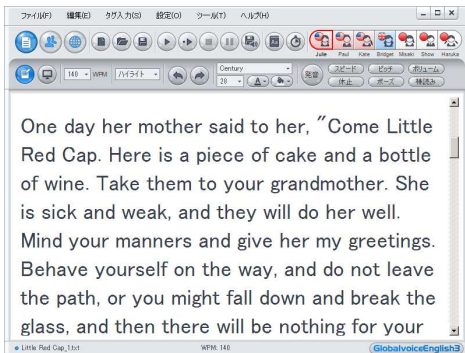 ファイル(F) 編集(E) タグ入力(S) 設定(O) ツール(T) ヘルプ(H)
Julie Paul Kate Bridget Misaki Show Haruka
140 WPM ハイライト Century 発音 スピード ピッチ ボリューム
20 A 休止 ポーズ 棒読み
One day her mother said to her, "Come Little
Red Cap. Here is a piece of cake and a bottle
of wine. Take them to your grandmother. She
is sick and weak, and they will do her well.
Mind your manners and give her my greetings.
Behave yourself on the way, and do not leave
the path, or you might fall down and break the
glass, and then there will be nothing for your
Little Red Cap_1.txt WPM: 140 GlobalvoiceEnglish3